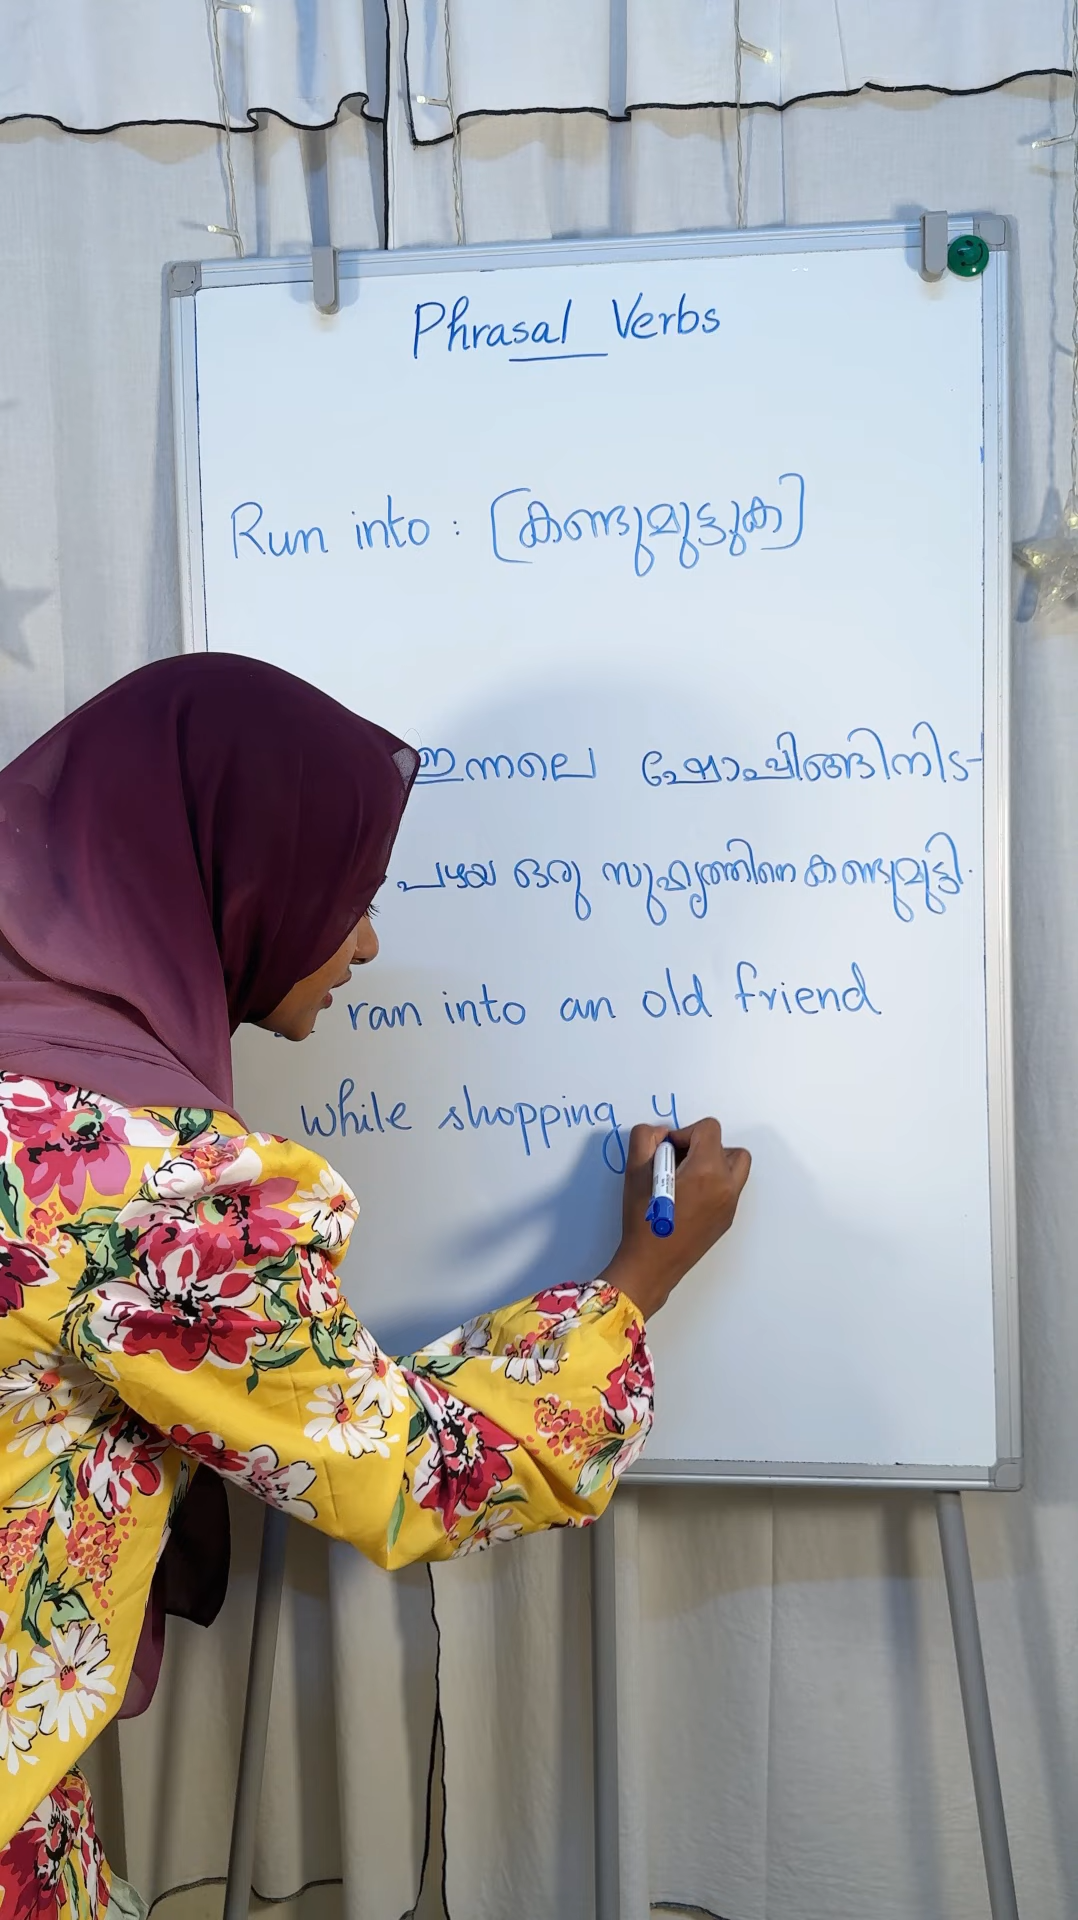 Phrasal Verbs
Run into : [കണ്ടുമുട്ടുക]
ഇന്നലെ ഷോപ്പിങ്ങിനിട-
പഴയ ഒരു സുഹൃത്തിനെ കണ്ടുമുട്ടി.
ran into an old friend
while shopping y